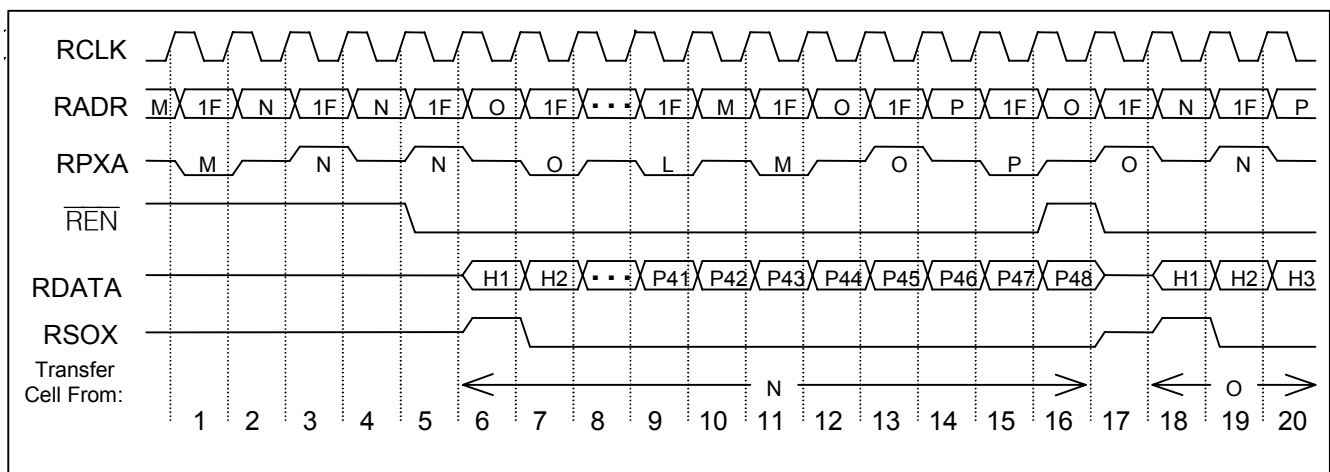 RCLK
RADR M 1F N 1F N 1F O 1F ··· 1F M 1F O 1F P 1F O 1F N 1F P
RPXA M N N O L M O P O N
REN
RDATA H1 H2 ··· P41 P42 P43 P44 P45 P46 P47 P48 H1 H2 H3
RSOX
Transfer
Cell From: N O
1 2 3 4 5 6 7 8 9 10 11 12 13 14 15 16 17 18 19 20